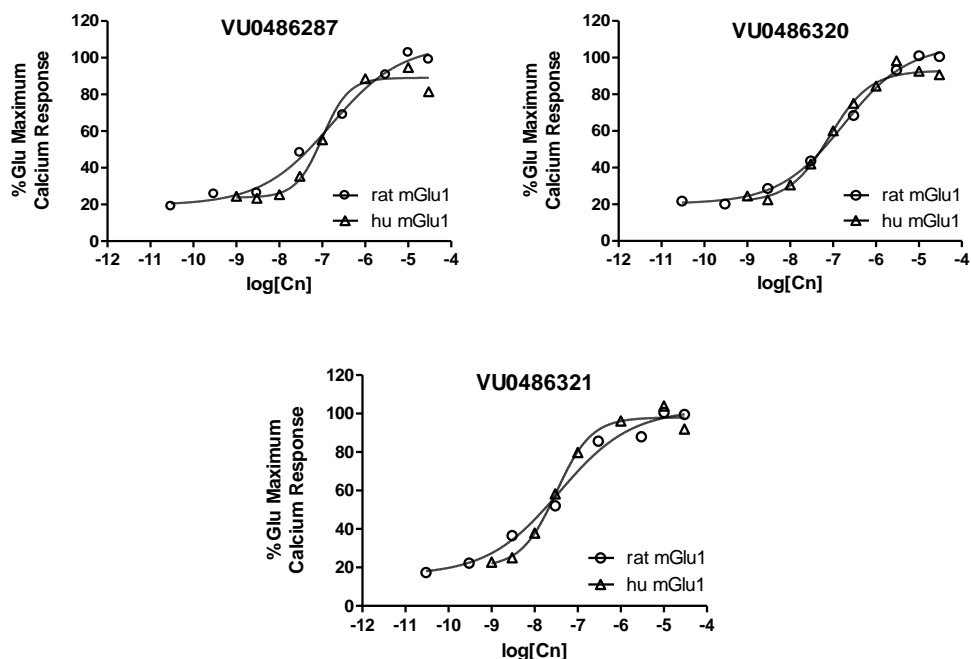 VU0486287
%Glu Maximum
Calcium Response
120
100
80
60
40
20
0
rat mGlu1
hu mGlu1
-12 -11 -10 -9 -8 -7 -6 -5 -4
log[Cn]
VU0486320
%Glu Maximum
Calcium Response
120
100
80
60
40
20
0
rat mGlu1
hu mGlu1
-12 -11 -10 -9 -8 -7 -6 -5 -4
log[Cn]
VU0486321
%Glu Maximum
Calcium Response
120
100
80
60
40
20
0
rat mGlu1
hu mGlu1
-12 -11 -10 -9 -8 -7 -6 -5 -4
log[Cn]